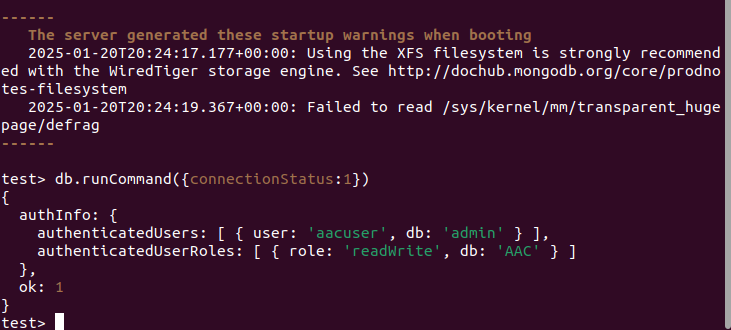 ------
   The server generated these startup warnings when booting
   2025-01-20T20:24:17.177+00:00: Using the XFS filesystem is strongly recommend
ed with the WiredTiger storage engine. See http://dochub.mongodb.org/core/prodno
tes-filesystem
   2025-01-20T20:24:19.367+00:00: Failed to read /sys/kernel/mm/transparent_huge
page/defrag
------
test> db.runCommand({connectionStatus:1})
{
  authInfo: {
    authenticatedUsers: [ { user: 'aacuser', db: 'admin' } ],
    authenticatedUserRoles: [ { role: 'readWrite', db: 'AAC' } ]
  },
  ok: 1
}
test>